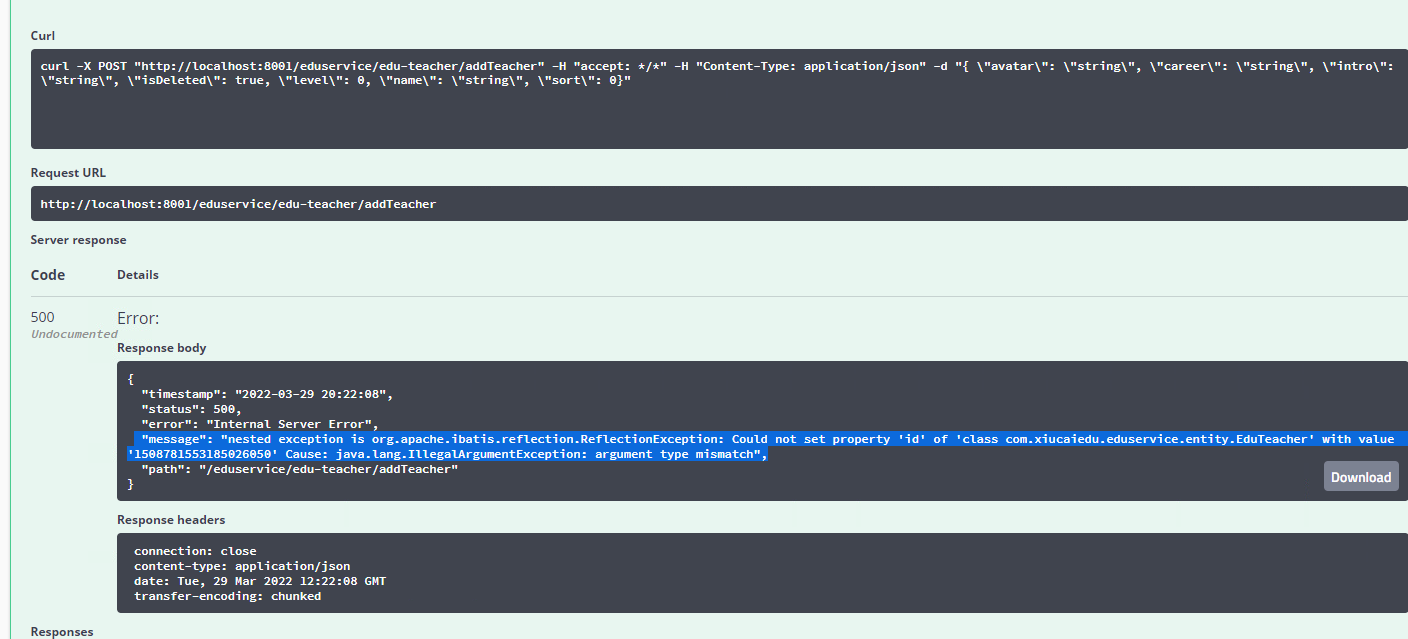 Curl
curl -X POST "http://localhost:8001/eduservice/edu-teacher/addTeacher" -H "accept: */*" -H "Content-Type: application/json" -d "{ \"avatar\": \"string\", \"career\": \"string\", \"intro\":
\"string\", \"isDeleted\": true, \"level\": 0, \"name\": \"string\", \"sort\": 0}"
Request URL
http://localhost:8001/eduservice/edu-teacher/addTeacher
Server response
Code Details
500 Error:
Undocumented
Response body
{
"timestamp": "2022-03-29 20:22:08",
"status": 500,
"error": "Internal Server Error",
"message": "nested exception is org.apache.ibatis.reflection.ReflectionException: Could not set property 'id' of 'class com.xiucaiedu.eduservice.entity.EduTeacher' with value
'1508781553185026050' Cause: java.lang.IllegalArgumentException: argument type mismatch",
"path": "/eduservice/edu-teacher/addTeacher"
}
Download
Response headers
connection: close
content-type: application/json
date: Tue, 29 Mar 2022 12:22:08 GMT
transfer-encoding: chunked
Responses